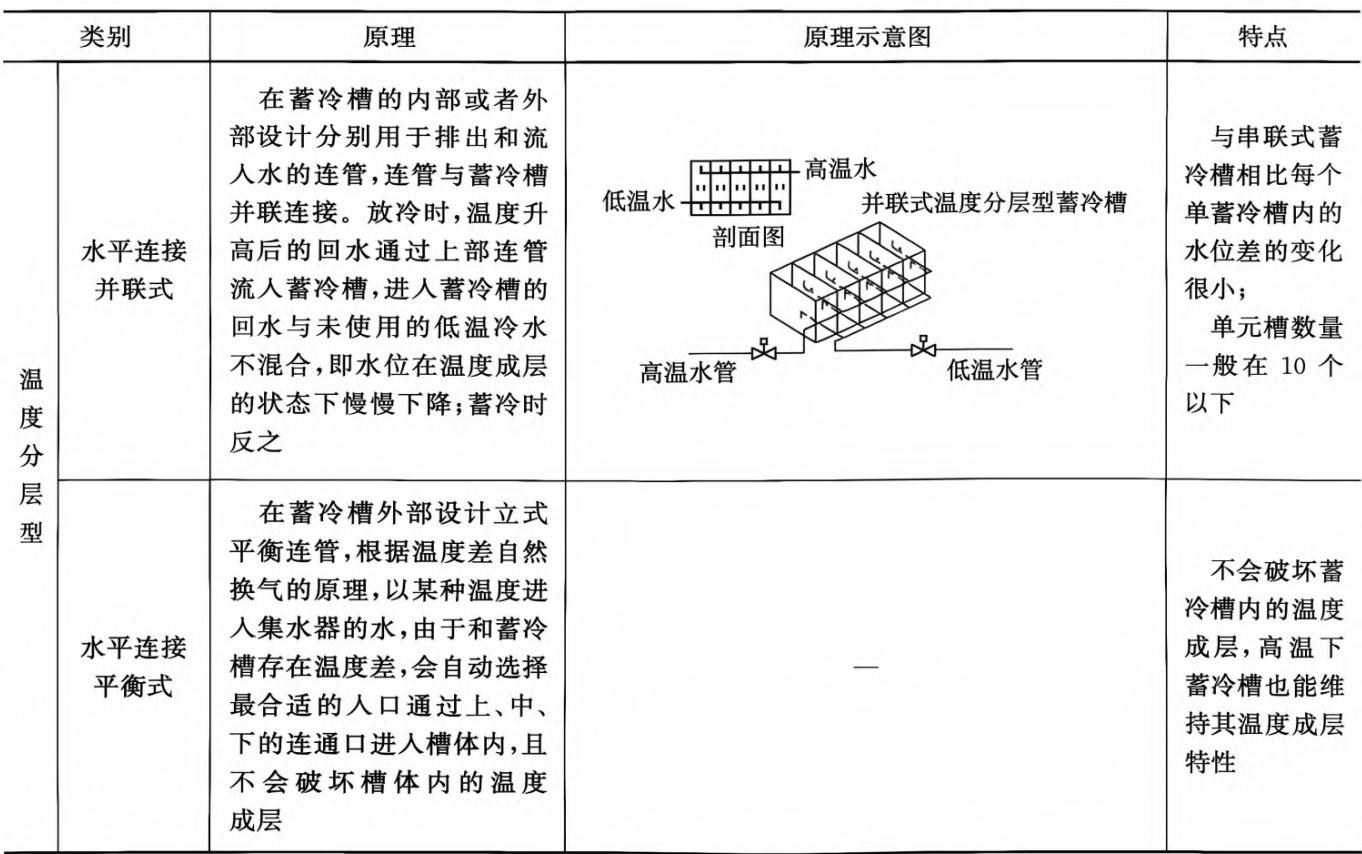 类别 原理 原理示意图 特点
温度分层型
水平连接
并联式
在蓄冷槽的内部或者外
部设计分别用于排出和流
入水的连管,连管与蓄冷槽
并联连接。放冷时,温度升
高后的回水通过上部连管
流入蓄冷槽,进入蓄冷槽的
回水与未使用的低温冷水
不混合,即水位在温度成层
的状态下慢慢下降;蓄冷时
反之
高温水
低温水
剖面图
并联式温度分层型蓄冷槽
高温水管
低温水管
与串联式蓄
冷槽相比每个
单蓄冷槽内的
水位差的变化
很小;
单元槽数量
一般在 10 个
以下
水平连接
平衡式
在蓄冷槽外部设计立式
平衡连管,根据温度差自然
换气的原理,以某种温度进
入集水器的水,由于和蓄冷
槽存在温度差,会自动选择
最合适的入口通过上、中、
下的连通口进入槽体内,且
不会破坏槽体内的温度
成层
—
不会破坏蓄
冷槽内的温度
成层,高温下
蓄冷槽也能维
持其温度成层
特性